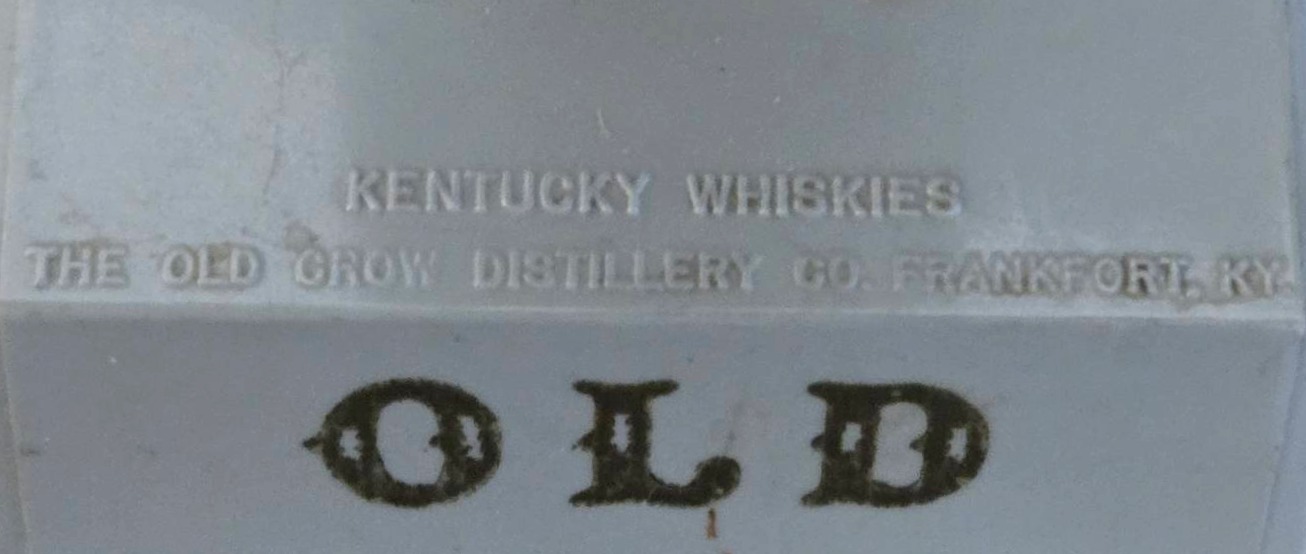 KENTUCKY WHISKIES
THE OLD CROW DISTILLERY CO. FRANKFORT, KY.
OLD